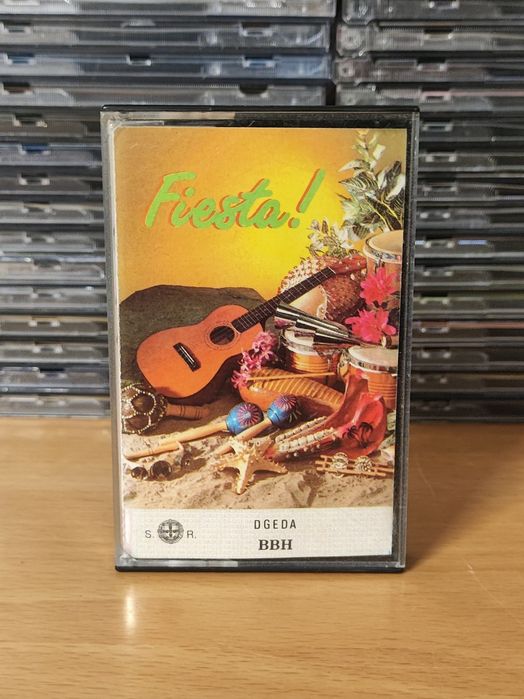 Fiesta!
DGEDA
S. R.
BBH